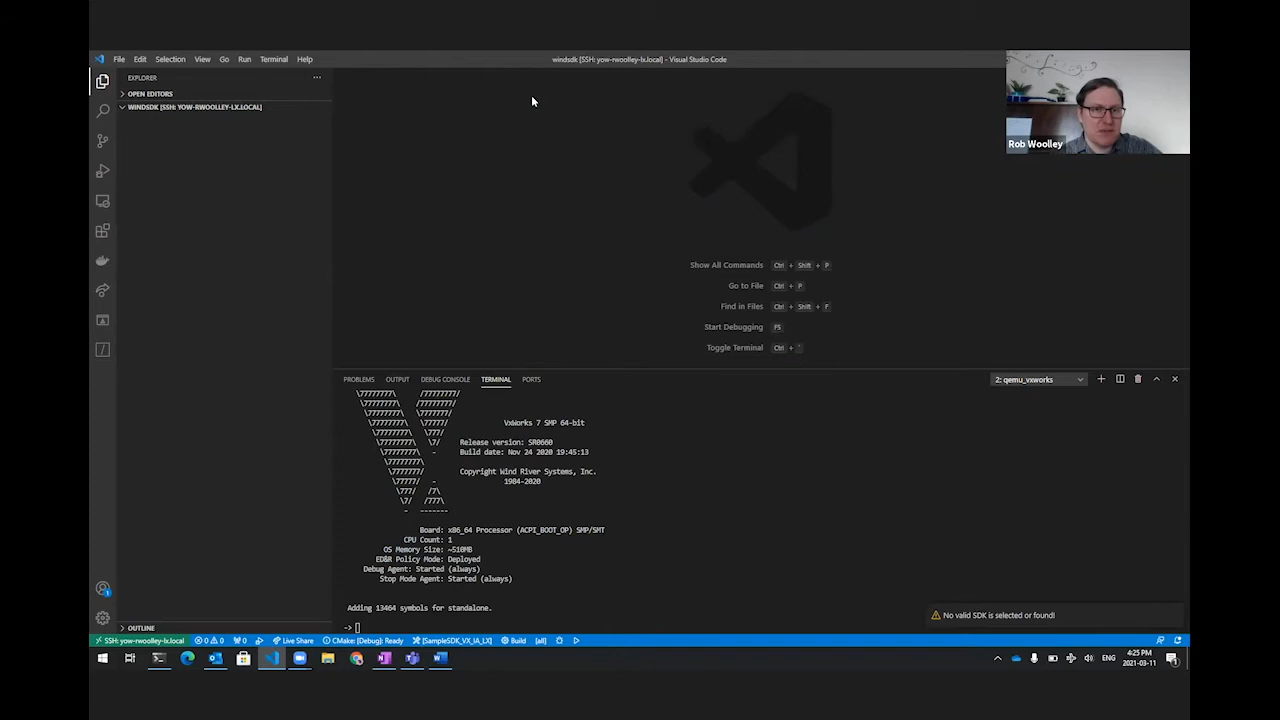 File Edit Selection View Go Run Terminal Help
windsdk [SSH: yow-rwoolley-lx.local] - Visual Studio Code
EXPLORER
OPEN EDITORS
WINDSDK [SSH: YOW-RWOOLLEY-LX.LOCAL]
Rob Woolley
Show All Commands Ctrl + Shift + P
Go to File Ctrl + P
Find in Files Ctrl + Shift + F
Start Debugging F5
Toggle Terminal Ctrl + `
PROBLEMS OUTPUT DEBUG CONSOLE TERMINAL PORTS
2: qemu_vxworks
VxWorks 7 SMP 64-bit
Release version: SR0660
Build date: Nov 24 2020 19:45:13
Copyright Wind River Systems, Inc.
1984-2020
Board: x86_64 Processor (ACPI_BOOT_OP) SMP/SMT
CPU Count: 1
OS Memory Size: ~510MB
ED&R Policy Mode: Deployed
Debug Agent: Started (always)
Stop Mode Agent: Started (always)
Adding 13464 symbols for standalone.
->
No valid SDK is selected or found!
OUTLINE
SSH: yow-rwoolley-lx.local 0 0 0 Live Share CMake: [Debug]: Ready [SampleSDK_VX_IA_LX] Build [all]
ENG
4:25 PM
2021-03-11